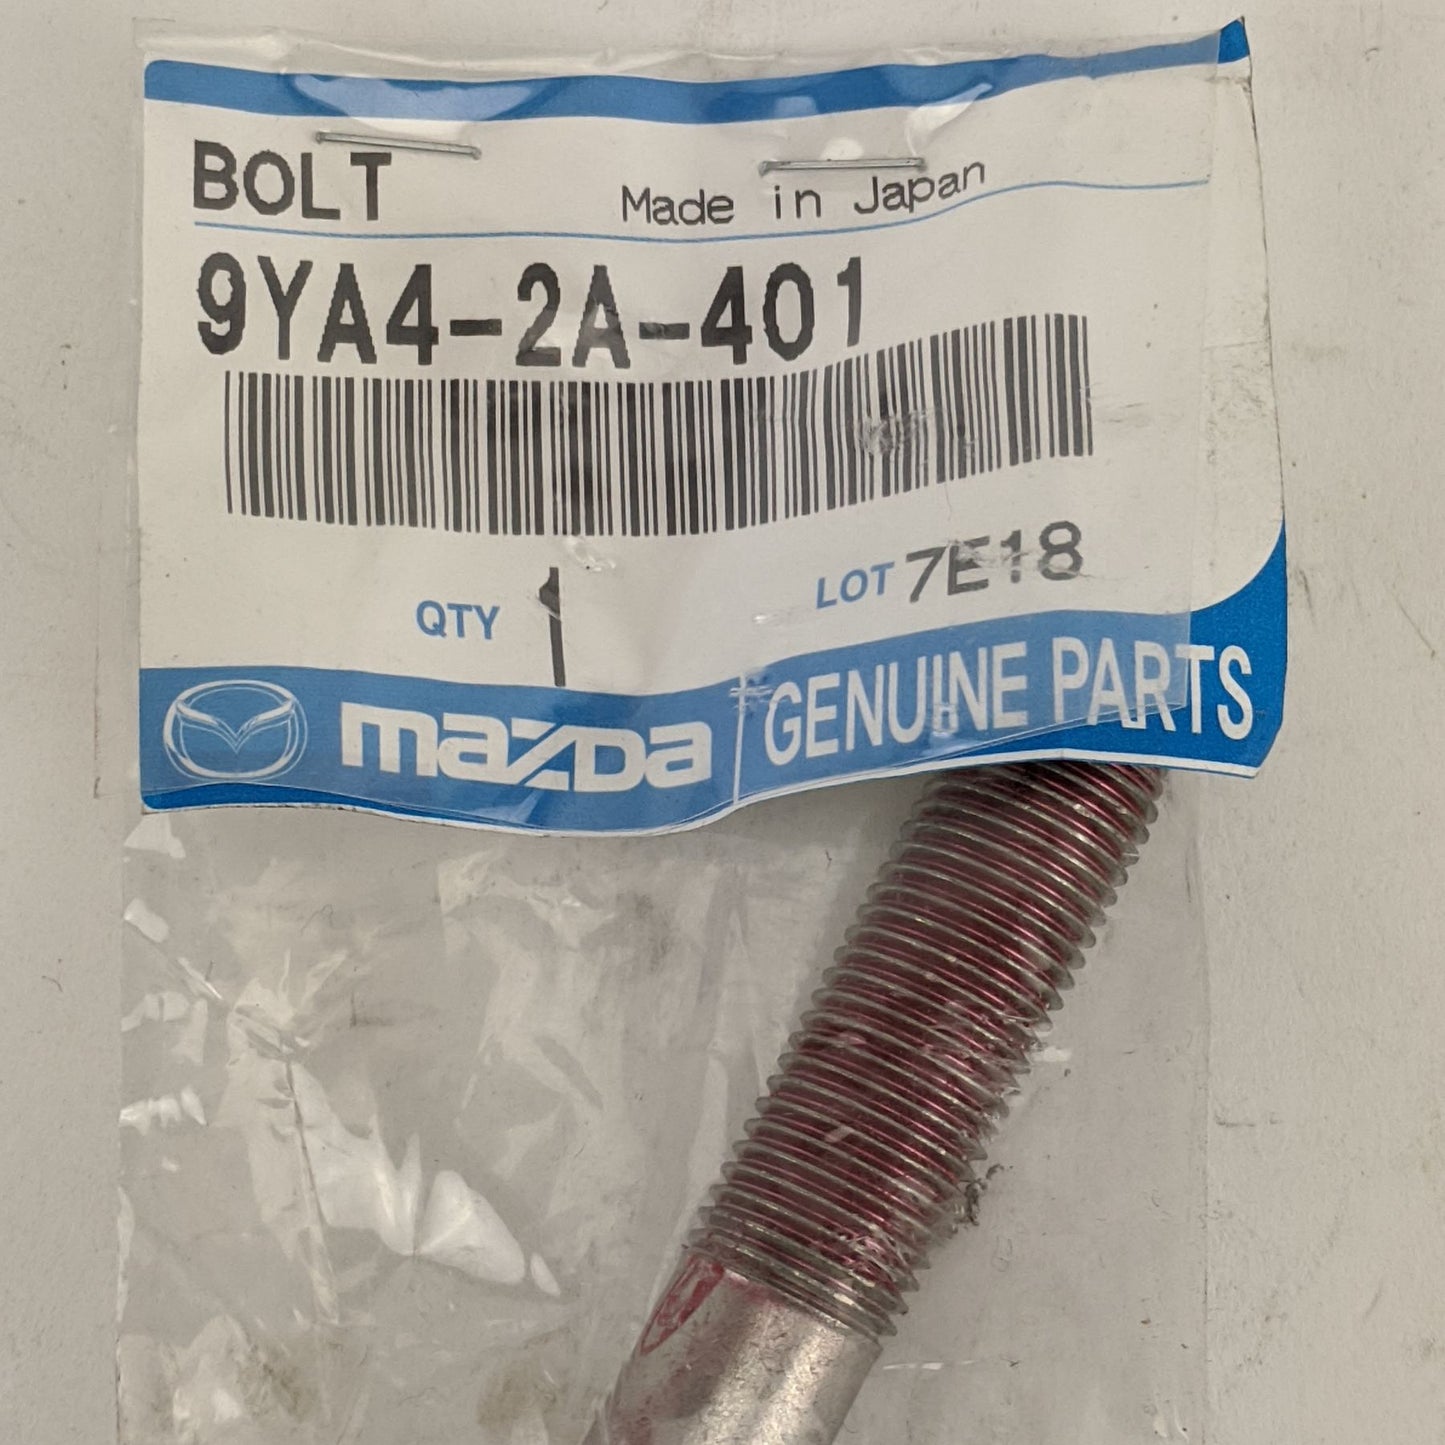 BOLT
Made in Japan
9YA4-2A-401
QTY 1
LOT 7E18
mazda GENUINE PARTS